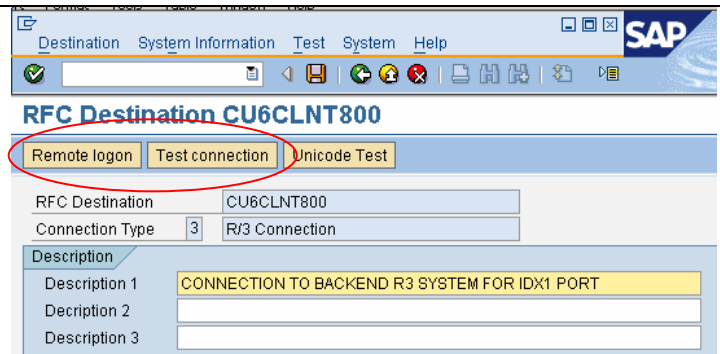 Destination System Information Test System Help
SAP
RFC Destination CU6CLNT800
Remote logon Test connection Unicode Test
RFC Destination CU6CLNT800
Connection Type 3 R/3 Connection
Description
Description 1 CONNECTION TO BACKEND R3 SYSTEM FOR IDX1 PORT
Decription 2
Description 3